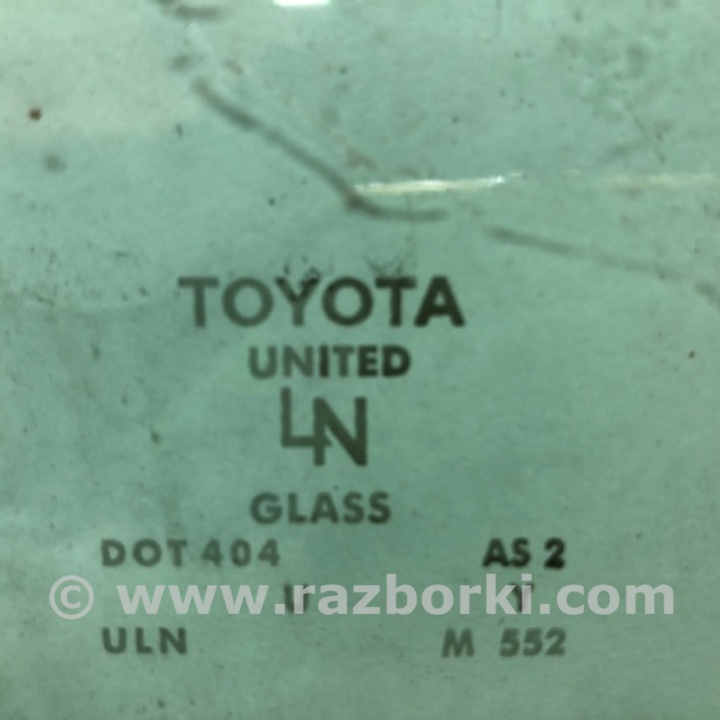 TOYOTA
UNITED
LN
GLASS
DOT 404 AS 2
© www.razborki.com
ULN M 552